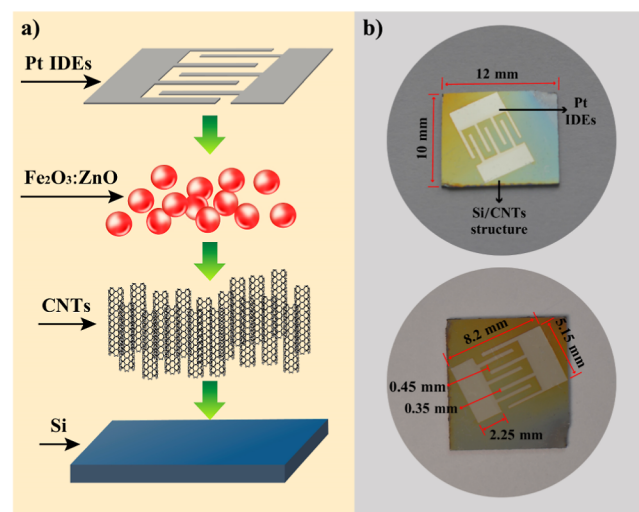 a)
Pt IDEs
Fe₂O₃:ZnO
CNTs
Si
b)
12 mm
10 mm
Pt
IDEs
Si/CNTs
structure
8.2 mm
5.15 mm
0.45 mm
0.35 mm
2.25 mm